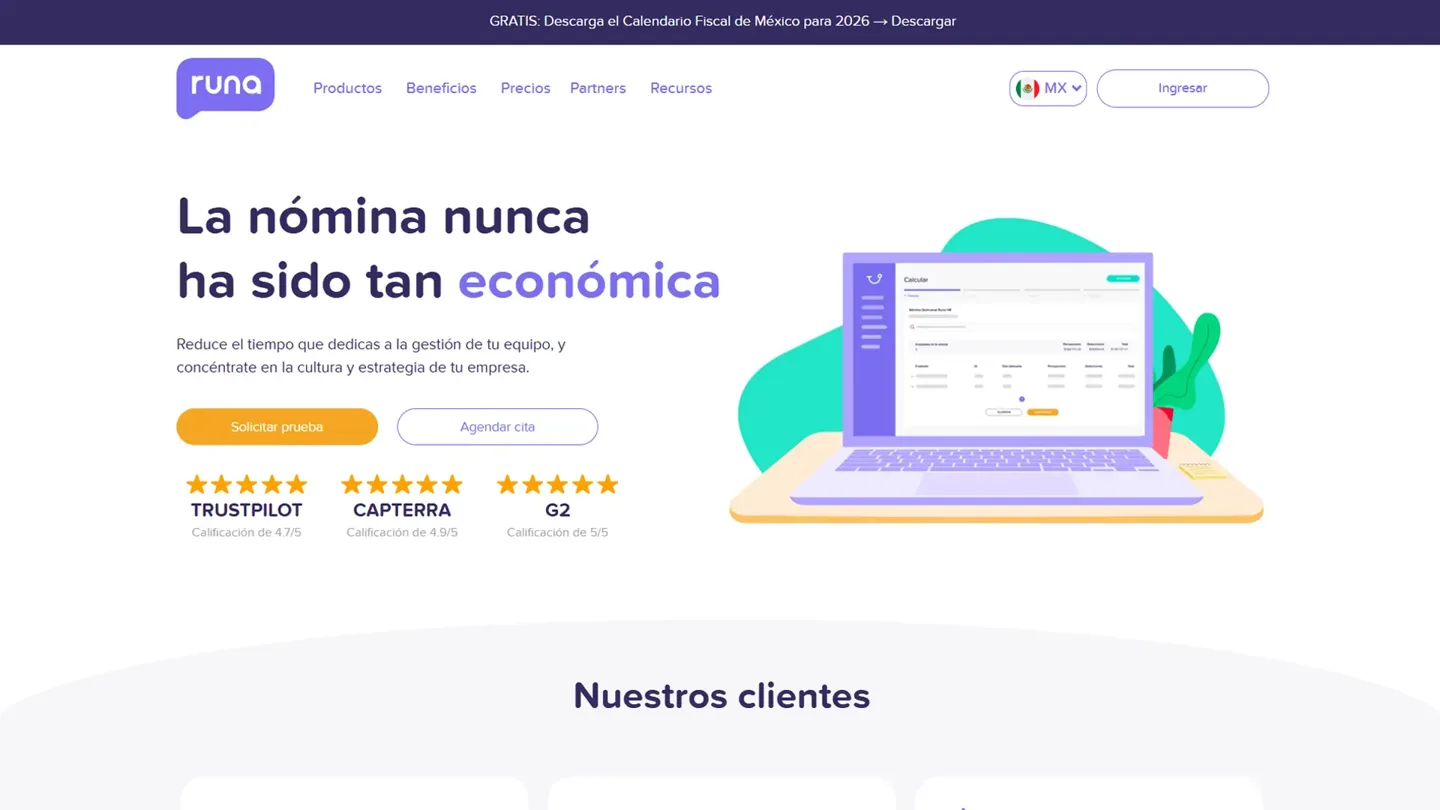 GRATIS: Descarga el Calendario Fiscal de México para 2026 → Descargar
runa
Productos
Beneficios
Precios
Partners
Recursos
MX
Ingresar
La nómina nunca
ha sido tan económica
Reduce el tiempo que dedicas a la gestión de tu equipo, y
concéntrate en la cultura y estrategia de tu empresa.
Solicitar prueba
Agendar cita
TRUSTPILOT
Calificación de 4.7/5
CAPTERRA
Calificación de 4.9/5
G2
Calificación de 5/5
Calcular
Nuestros clientes